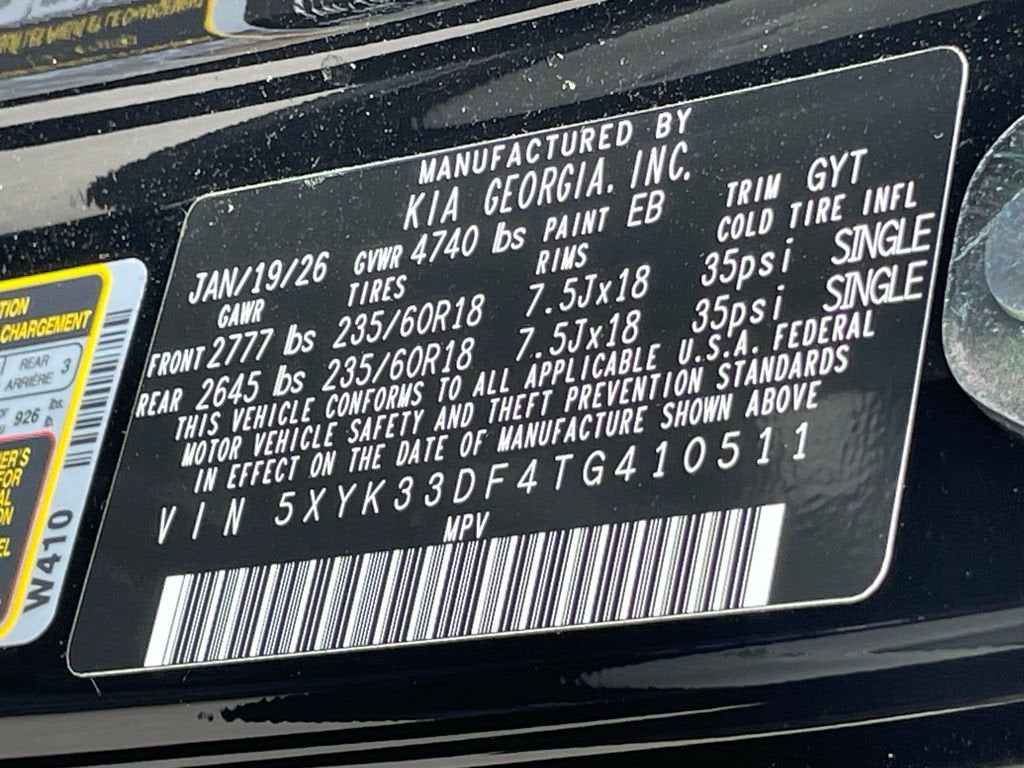 MANUFACTURED BY
KIA GEORGIA. INC.
JAN/19/26 GVWR 4740 lbs PAINT EB TRIM GYT
GAWR TIRES RIMS COLD TIRE INFL
FRONT 2777 lbs 235/60R18 7.5Jx18 35psi SINGLE
REAR 2645 lbs 235/60R18 7.5Jx18 35psi SINGLE
THIS VEHICLE CONFORMS TO ALL APPLICABLE U.S.A. FEDERAL
MOTOR VEHICLE SAFETY AND THEFT PREVENTION STANDARDS
IN EFFECT ON THE DATE OF MANUFACTURE SHOWN ABOVE
VIN 5XYK33DF4TG410511
MPV
CHARGEMENT
REAR 3
ARRIÈRE
926 lbs.
W410